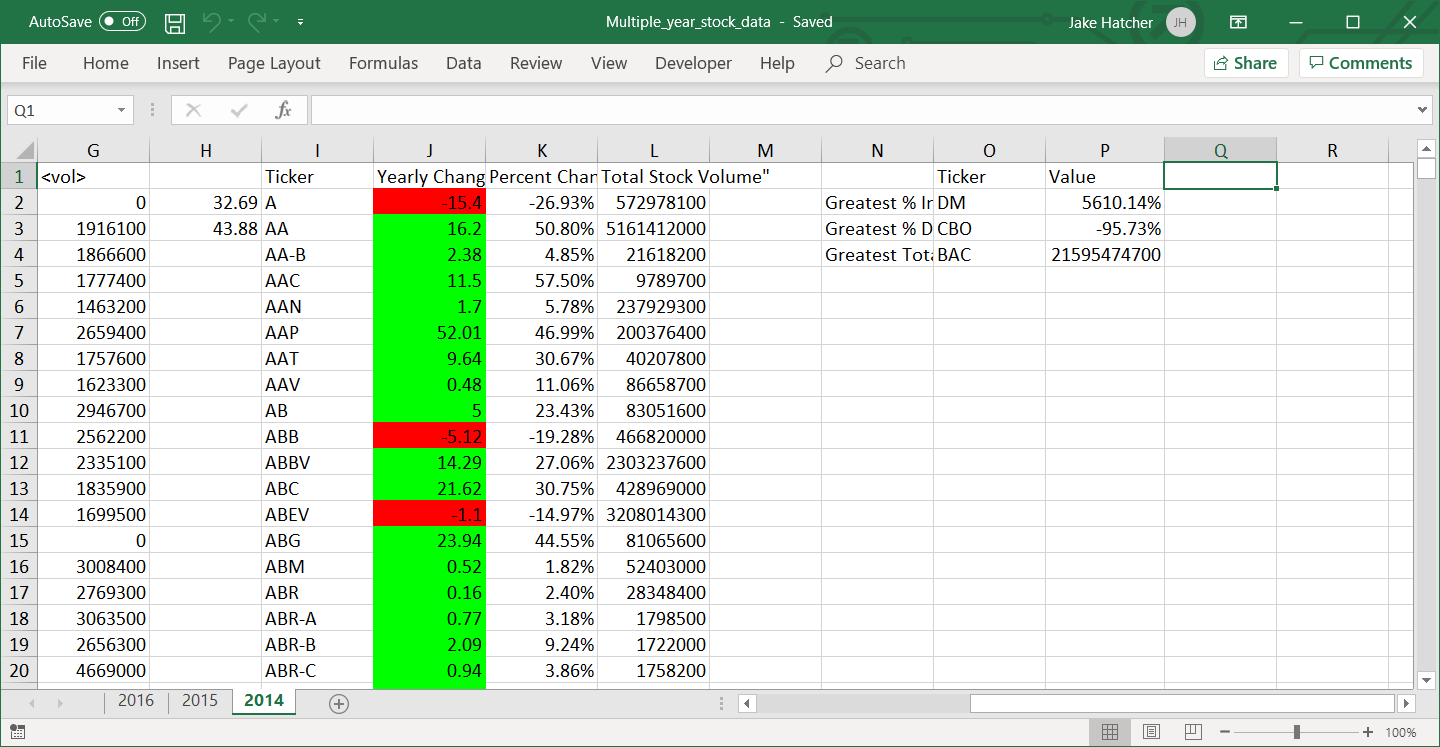 AutoSave Off Multiple_year_stock_data - Saved Jake Hatcher JH
File Home Insert Page Layout Formulas Data Review View Developer Help Search Share Comments
Q1 fx
G H I J K L M N O P Q R
1 <vol> Ticker Yearly Chang Percent Chan Total Stock Volume" Ticker Value
2 0 32.69 A -15.4 -26.93% 572978100 Greatest % In DM 5610.14%
3 1916100 43.88 AA 16.2 50.80% 5161412000 Greatest % D CBO -95.73%
4 1866600 AA-B 2.38 4.85% 21618200 Greatest Tota BAC 21595474700
5 1777400 AAC 11.5 57.50% 9789700
6 1463200 AAN 1.7 5.78% 237929300
7 2659400 AAP 52.01 46.99% 200376400
8 1757600 AAT 9.64 30.67% 40207800
9 1623300 AAV 0.48 11.06% 86658700
10 2946700 AB 5 23.43% 83051600
11 2562200 ABB -5.12 -19.28% 466820000
12 2335100 ABBV 14.29 27.06% 2303237600
13 1835900 ABC 21.62 30.75% 428969000
14 1699500 ABEV -1.1 -14.97% 3208014300
15 0 ABG 23.94 44.55% 81065600
16 3008400 ABM 0.52 1.82% 52403000
17 2769300 ABR 0.16 2.40% 28348400
18 3063500 ABR-A 0.77 3.18% 1798500
19 2656300 ABR-B 2.09 9.24% 1722000
20 4669000 ABR-C 0.94 3.86% 1758200
2016 2015 2014
100%